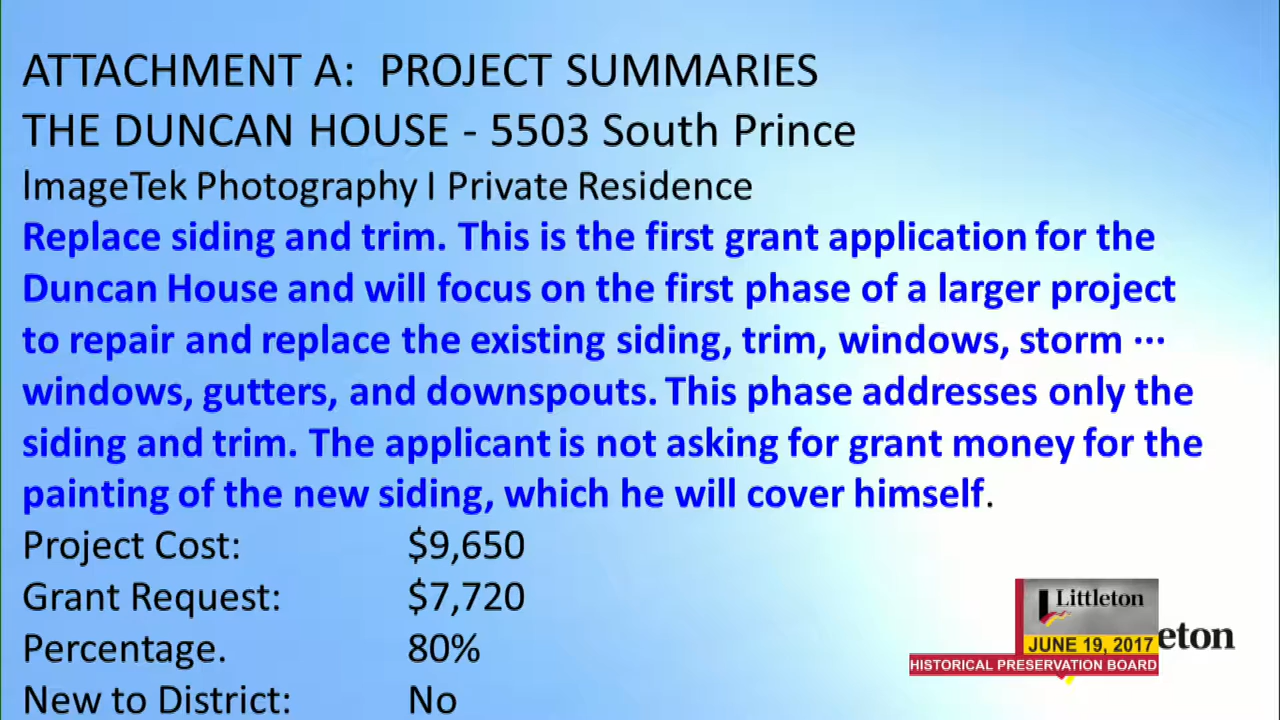 ATTACHMENT A: PROJECT SUMMARIES
THE DUNCAN HOUSE - 5503 South Prince
lmageTek Photography I Private Residence
Replace siding and trim. This is the first grant application for the
Duncan House and will focus on the first phase of a larger project
to repair and replace the existing siding, trim, windows, storm ···
windows, gutters, and downspouts. This phase addresses only the
siding and trim. The applicant is not asking for grant money for the
painting of the new siding, which he will cover himself.
Project Cost: $9,650
Grant Request: $7,720
Percentage. 80%
New to District: No
Littleton
eton
JUNE 19, 2017
HISTORICAL PRESERVATION BOARD